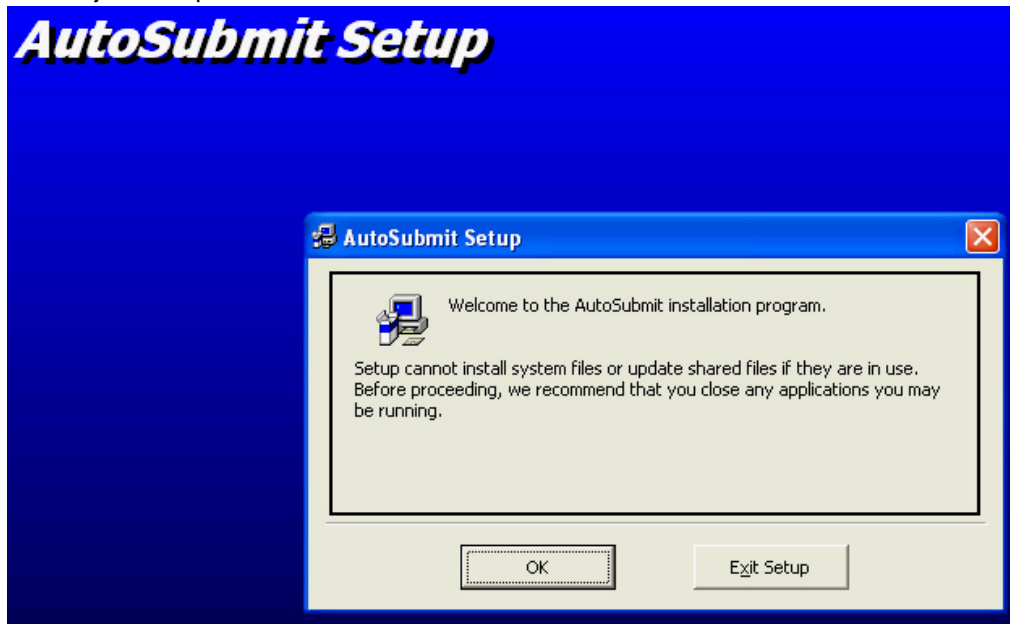 AutoSubmit Setup
AutoSubmit Setup
Welcome to the AutoSubmit installation program.
Setup cannot install system files or update shared files if they are in use.
Before proceeding, we recommend that you close any applications you may
be running.
OK
Exit Setup